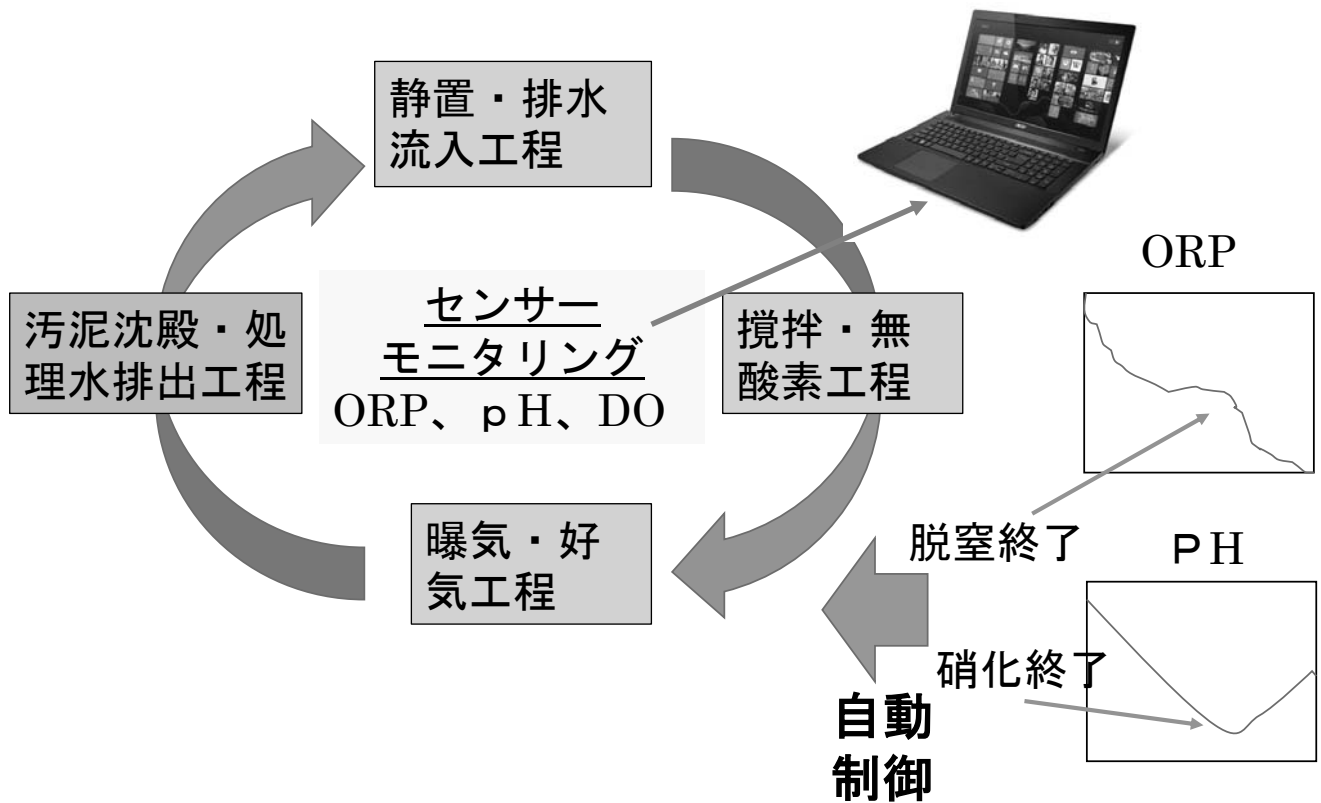 静置・排水
流入工程
汚泥沈殿・処
理水排出工程
センサー
モニタリング
ORP、ｐH、DO
撹拌・無
酸素工程
曝気・好
気工程
ORP
脱窒終了
ＰH
硝化終了
自動
制御